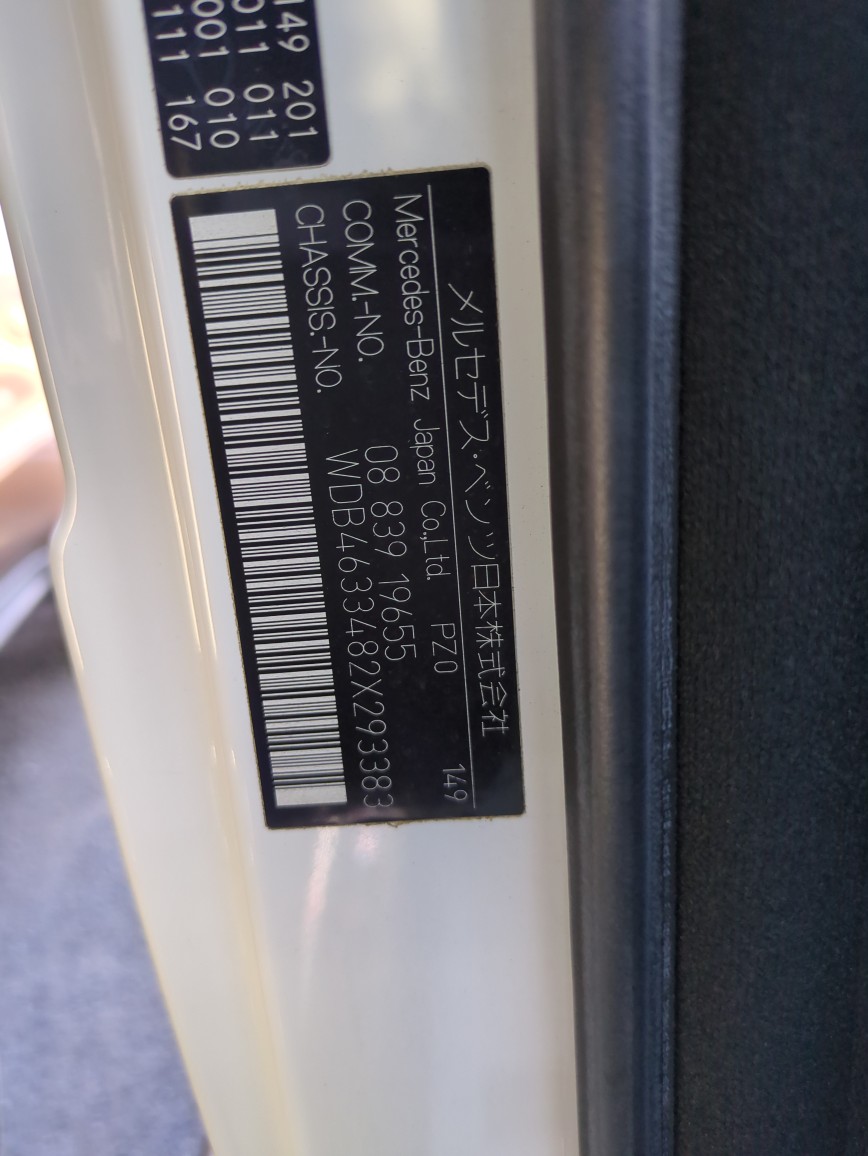 149 201
011 011
001 010
111 167
メルセデス・ベンツ日本株式会社
Mercedes-Benz Japan Co.,Ltd. PZ0 149
COMM.-NO. 08 839 19655
CHASSIS.-NO. WDB4633482X293383